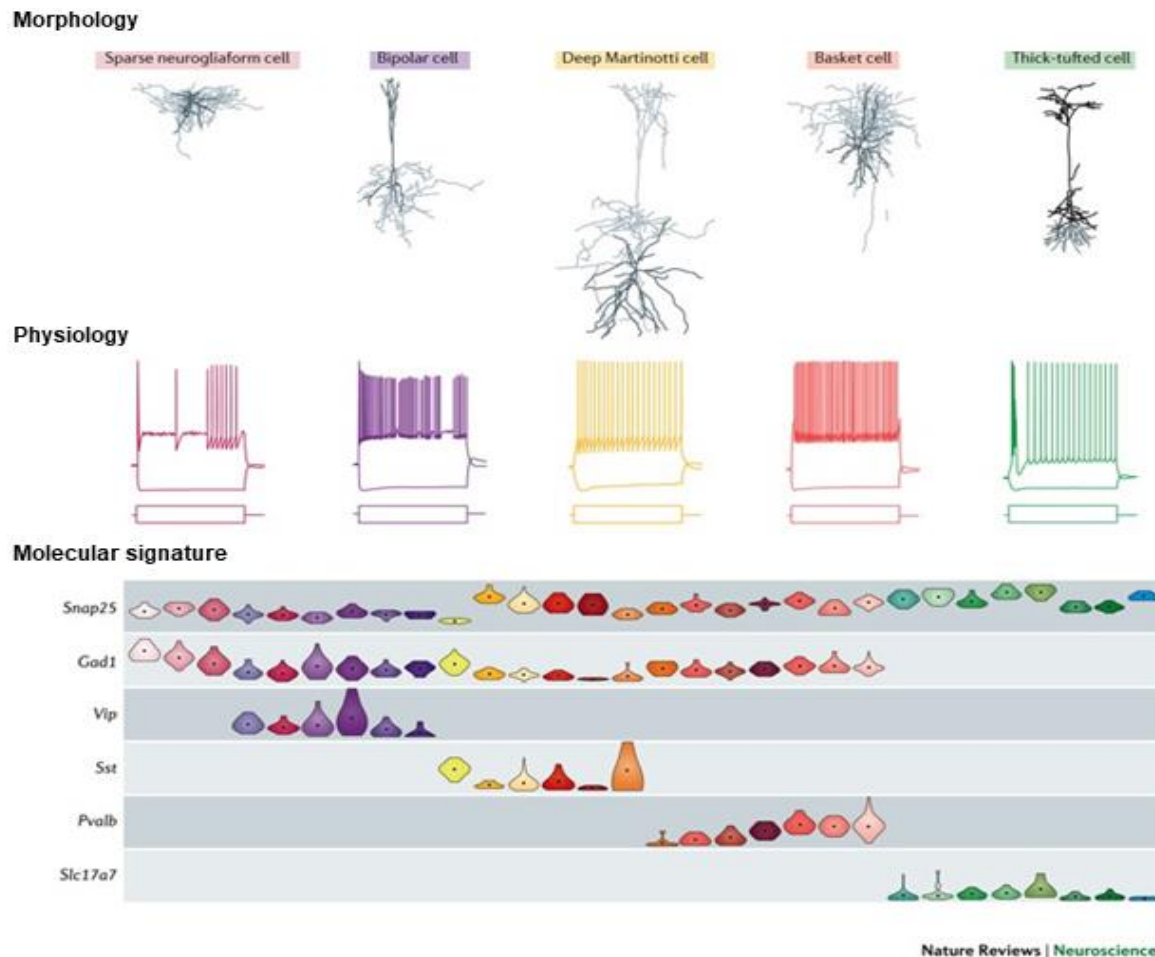 Morphology
Sparse neurogliaform cell Bipolar cell Deep Martinotti cell Basket cell Thick-tufted cell
Physiology
Molecular signature
Snap25
Gad1
Vip
Sst
Pvalb
Slc17a7
Nature Reviews | Neuroscience